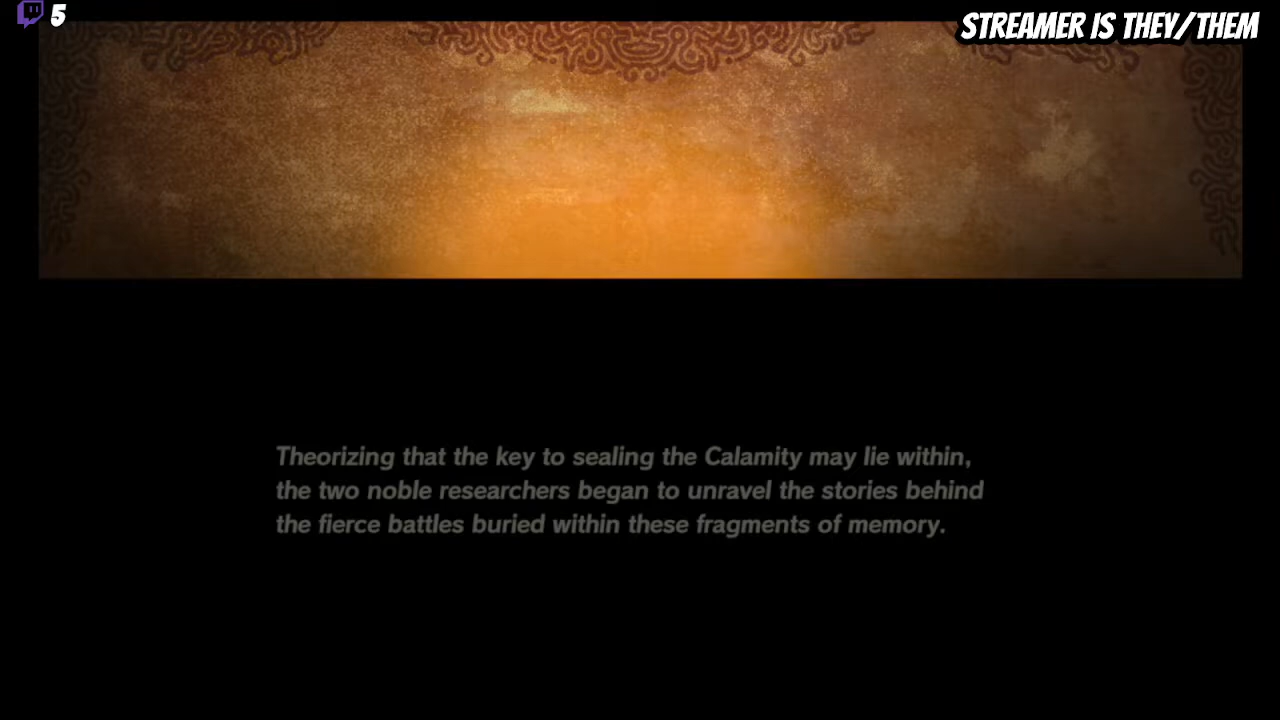 5
STREAMER IS THEY/THEM
Theorizing that the key to sealing the Calamity may lie within,
the two noble researchers began to unravel the stories behind
the fierce battles buried within these fragments of memory.